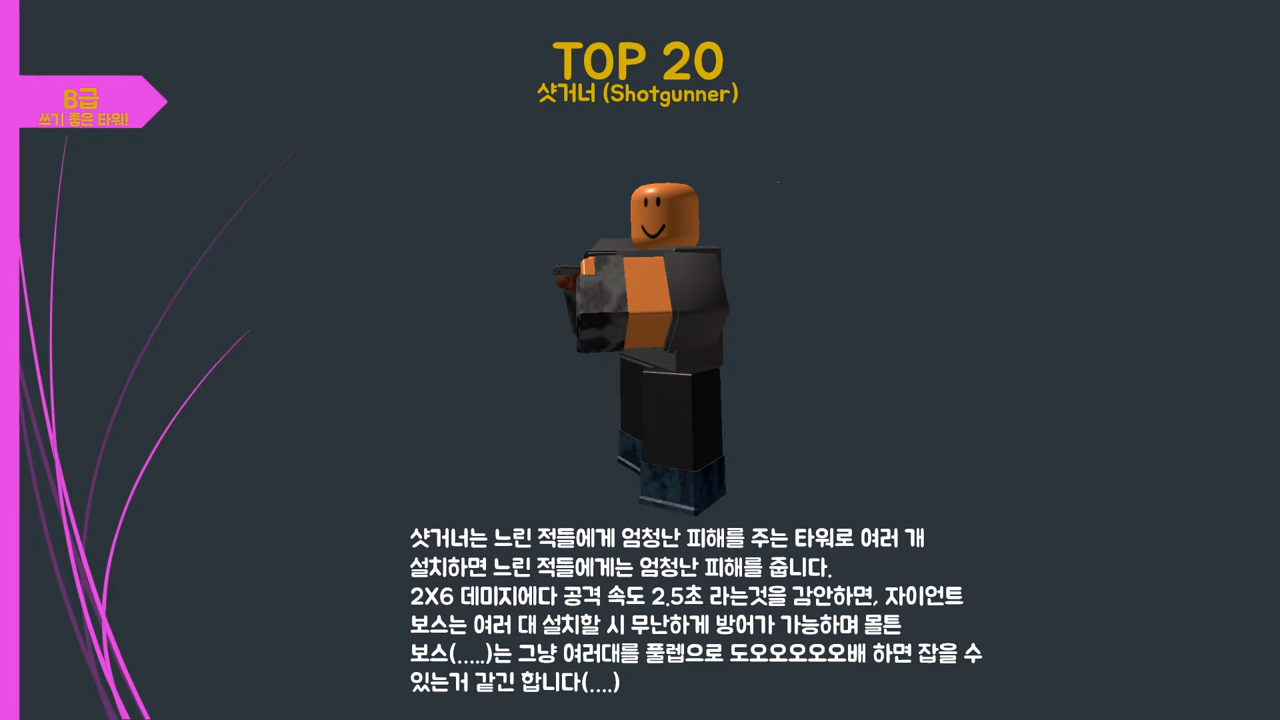 TOP 20
샷거너 (Shotgunner)
B급
쓰기 좋은 타워!
샷거너는 느린 적들에게 엄청난 피해를 주는 타워로 여러 개
설치하면 느린 적들에게는 엄청난 피해를 줍니다.
2X6 데미지에다 공격 속도 2.5초 라는것을 감안하면, 자이언트
보스는 여러 대 설치할 시 무난하게 방어가 가능하며 몰튼
보스(.....)는 그냥 여러대를 풀렙으로 도오오오오오배 하면 잡을 수
있는거 같긴 합니다(....)